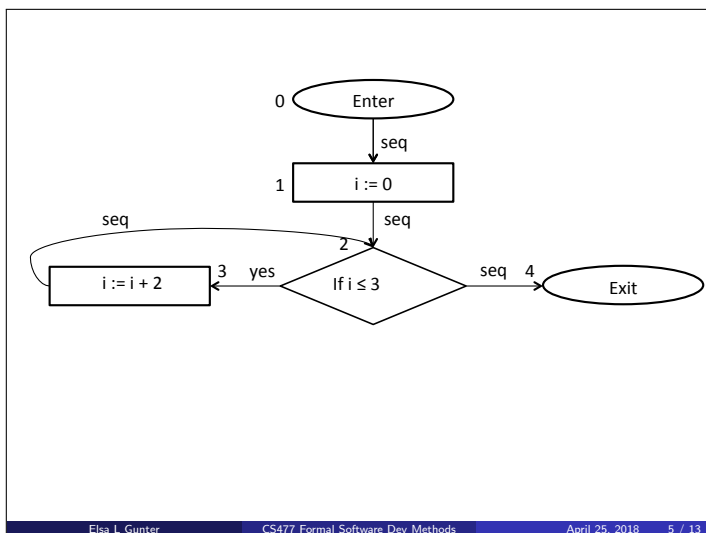 0 Enter
seq
1 i := 0
seq
seq
2
i := i + 2
3
yes
If i ≤ 3
seq
4
Exit
Elsa L Gunter
CS477 Formal Software Dev Methods
April 25, 2018
5 / 13